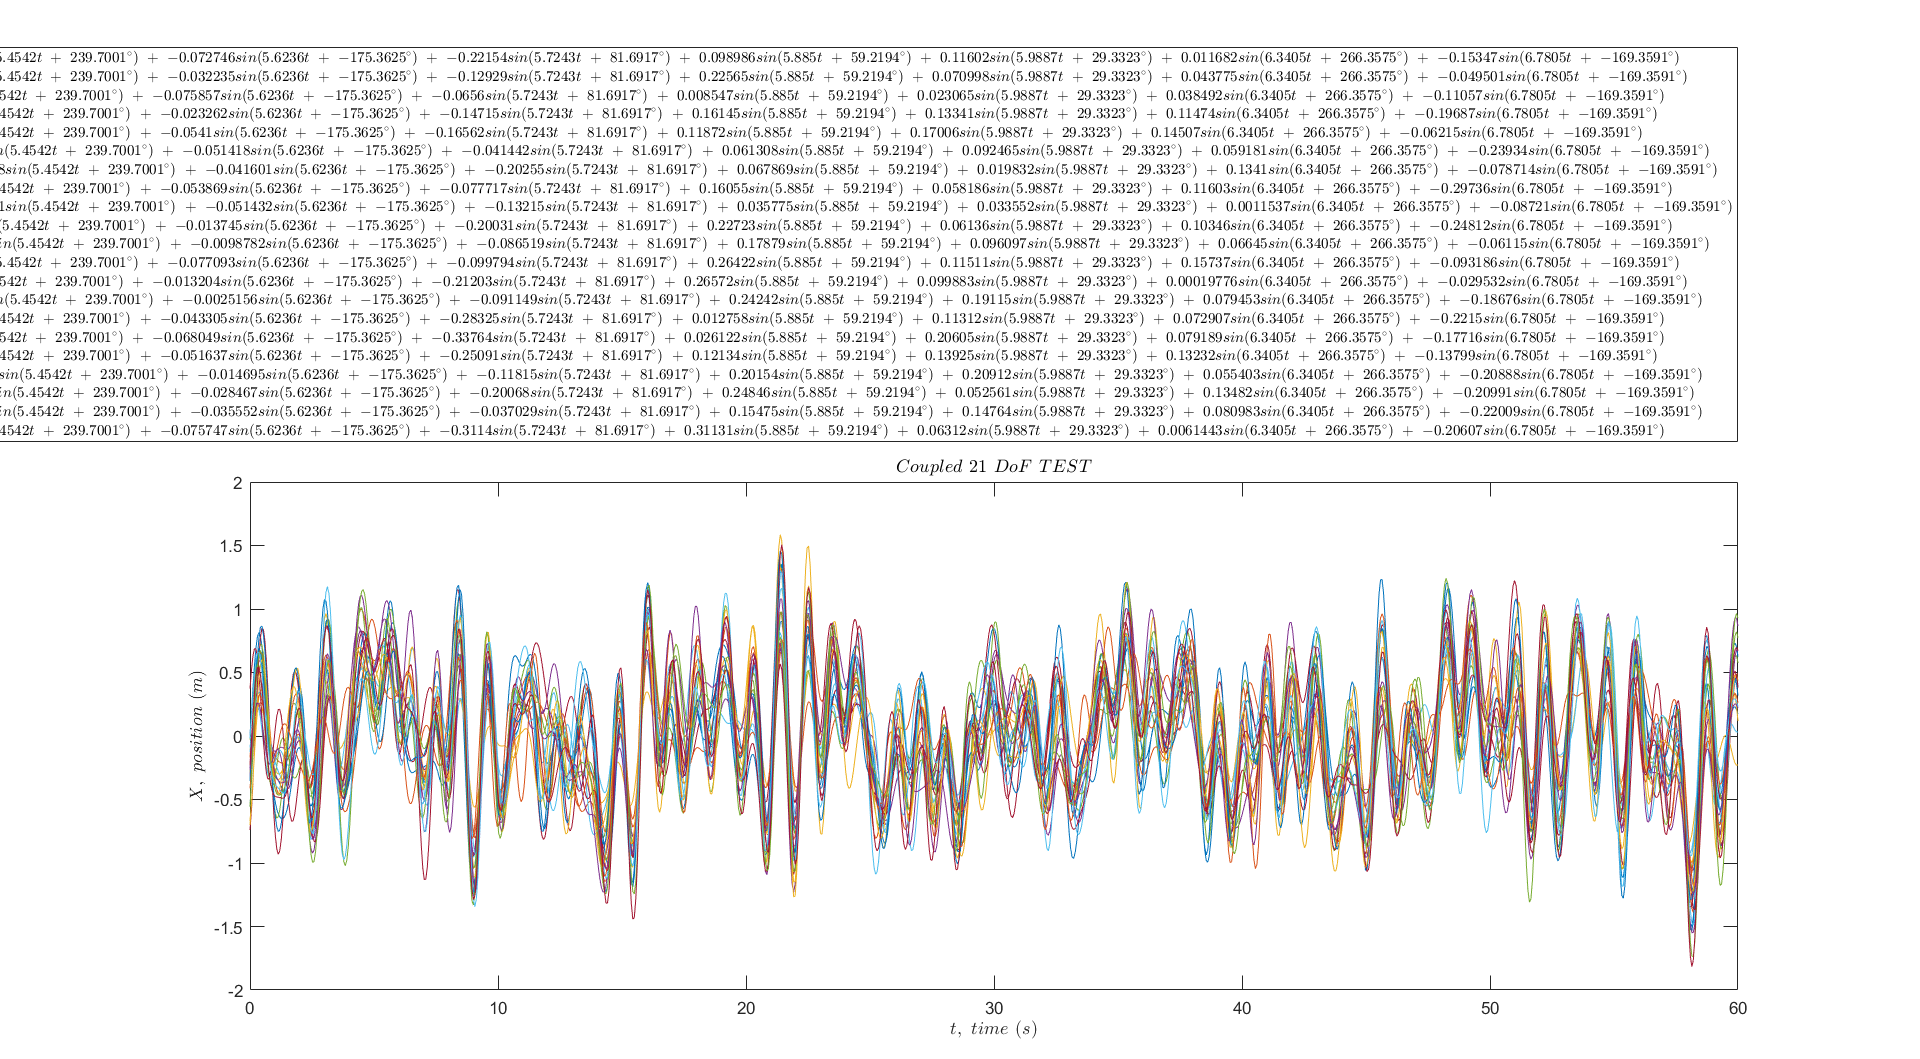 5.4542t + 239.7001°) + −0.072746sin(5.6236t + −175.3625°) + −0.22154sin(5.7243t + 81.6917°) + 0.098986sin(5.885t + 59.2194°) + 0.11602sin(5.9887t + 29.3323°) + 0.011682sin(6.3405t + 266.3575°) + −0.15347sin(6.7805t + −169.3591°)
5.4542t + 239.7001°) + −0.032235sin(5.6236t + −175.3625°) + −0.12929sin(5.7243t + 81.6917°) + 0.22565sin(5.885t + 59.2194°) + 0.070998sin(5.9887t + 29.3323°) + 0.043775sin(6.3405t + 266.3575°) + −0.049501sin(6.7805t + −169.3591°)
542t + 239.7001°) + −0.075857sin(5.6236t + −175.3625°) + −0.0656sin(5.7243t + 81.6917°) + 0.008547sin(5.885t + 59.2194°) + 0.023065sin(5.9887t + 29.3323°) + 0.038492sin(6.3405t + 266.3575°) + −0.11057sin(6.7805t + −169.3591°)
.4542t + 239.7001°) + −0.023262sin(5.6236t + −175.3625°) + −0.14715sin(5.7243t + 81.6917°) + 0.16145sin(5.885t + 59.2194°) + 0.13341sin(5.9887t + 29.3323°) + 0.11474sin(6.3405t + 266.3575°) + −0.19687sin(6.7805t + −169.3591°)
4542t + 239.7001°) + −0.0541sin(5.6236t + −175.3625°) + −0.16562sin(5.7243t + 81.6917°) + 0.11872sin(5.885t + 59.2194°) + 0.17006sin(5.9887t + 29.3323°) + 0.14507sin(6.3405t + 266.3575°) + −0.06215sin(6.7805t + −169.3591°)
n(5.4542t + 239.7001°) + −0.051418sin(5.6236t + −175.3625°) + −0.041442sin(5.7243t + 81.6917°) + 0.061308sin(5.885t + 59.2194°) + 0.092465sin(5.9887t + 29.3323°) + 0.059181sin(6.3405t + 266.3575°) + −0.23934sin(6.7805t + −169.3591°)
8sin(5.4542t + 239.7001°) + −0.041601sin(5.6236t + −175.3625°) + −0.20255sin(5.7243t + 81.6917°) + 0.067869sin(5.885t + 59.2194°) + 0.019832sin(5.9887t + 29.3323°) + 0.1341sin(6.3405t + 266.3575°) + −0.078714sin(6.7805t + −169.3591°)
.4542t + 239.7001°) + −0.053869sin(5.6236t + −175.3625°) + −0.077717sin(5.7243t + 81.6917°) + 0.16055sin(5.885t + 59.2194°) + 0.058186sin(5.9887t + 29.3323°) + 0.11603sin(6.3405t + 266.3575°) + −0.29736sin(6.7805t + −169.3591°)
1sin(5.4542t + 239.7001°) + −0.051432sin(5.6236t + −175.3625°) + −0.13215sin(5.7243t + 81.6917°) + 0.035775sin(5.885t + 59.2194°) + 0.033552sin(5.9887t + 29.3323°) + 0.0011537sin(6.3405t + 266.3575°) + −0.08721sin(6.7805t + −169.3591°)
(5.4542t + 239.7001°) + −0.013745sin(5.6236t + −175.3625°) + −0.20031sin(5.7243t + 81.6917°) + 0.22723sin(5.885t + 59.2194°) + 0.06136sin(5.9887t + 29.3323°) + 0.10346sin(6.3405t + 266.3575°) + −0.24812sin(6.7805t + −169.3591°)
in(5.4542t + 239.7001°) + −0.0098782sin(5.6236t + −175.3625°) + −0.086519sin(5.7243t + 81.6917°) + 0.17879sin(5.885t + 59.2194°) + 0.096097sin(5.9887t + 29.3323°) + 0.06645sin(6.3405t + 266.3575°) + −0.06115sin(6.7805t + −169.3591°)
5.4542t + 239.7001°) + −0.077093sin(5.6236t + −175.3625°) + −0.099794sin(5.7243t + 81.6917°) + 0.26422sin(5.885t + 59.2194°) + 0.11511sin(5.9887t + 29.3323°) + 0.15737sin(6.3405t + 266.3575°) + −0.093186sin(6.7805t + −169.3591°)
542t + 239.7001°) + −0.013204sin(5.6236t + −175.3625°) + −0.21203sin(5.7243t + 81.6917°) + 0.26572sin(5.885t + 59.2194°) + 0.099883sin(5.9887t + 29.3323°) + 0.00019776sin(6.3405t + 266.3575°) + −0.029532sin(6.7805t + −169.3591°)
n(5.4542t + 239.7001°) + −0.0025156sin(5.6236t + −175.3625°) + −0.091149sin(5.7243t + 81.6917°) + 0.24242sin(5.885t + 59.2194°) + 0.19115sin(5.9887t + 29.3323°) + 0.079453sin(6.3405t + 266.3575°) + −0.18676sin(6.7805t + −169.3591°)
4542t + 239.7001°) + −0.043305sin(5.6236t + −175.3625°) + −0.28325sin(5.7243t + 81.6917°) + 0.012758sin(5.885t + 59.2194°) + 0.11312sin(5.9887t + 29.3323°) + 0.072907sin(6.3405t + 266.3575°) + −0.2215sin(6.7805t + −169.3591°)
542t + 239.7001°) + −0.068049sin(5.6236t + −175.3625°) + −0.33764sin(5.7243t + 81.6917°) + 0.026122sin(5.885t + 59.2194°) + 0.20605sin(5.9887t + 29.3323°) + 0.079189sin(6.3405t + 266.3575°) + −0.17716sin(6.7805t + −169.3591°)
4542t + 239.7001°) + −0.051637sin(5.6236t + −175.3625°) + −0.25091sin(5.7243t + 81.6917°) + 0.12134sin(5.885t + 59.2194°) + 0.13925sin(5.9887t + 29.3323°) + 0.13232sin(6.3405t + 266.3575°) + −0.13799sin(6.7805t + −169.3591°)
sin(5.4542t + 239.7001°) + −0.014695sin(5.6236t + −175.3625°) + −0.11815sin(5.7243t + 81.6917°) + 0.20154sin(5.885t + 59.2194°) + 0.20912sin(5.9887t + 29.3323°) + 0.055403sin(6.3405t + 266.3575°) + −0.20888sin(6.7805t + −169.3591°)
in(5.4542t + 239.7001°) + −0.028467sin(5.6236t + −175.3625°) + −0.20068sin(5.7243t + 81.6917°) + 0.24846sin(5.885t + 59.2194°) + 0.052561sin(5.9887t + 29.3323°) + 0.13482sin(6.3405t + 266.3575°) + −0.20991sin(6.7805t + −169.3591°)
in(5.4542t + 239.7001°) + −0.035552sin(5.6236t + −175.3625°) + −0.037029sin(5.7243t + 81.6917°) + 0.15475sin(5.885t + 59.2194°) + 0.14764sin(5.9887t + 29.3323°) + 0.080983sin(6.3405t + 266.3575°) + −0.22009sin(6.7805t + −169.3591°)
4542t + 239.7001°) + −0.075747sin(5.6236t + −175.3625°) + −0.3114sin(5.7243t + 81.6917°) + 0.31131sin(5.885t + 59.2194°) + 0.06312sin(5.9887t + 29.3323°) + 0.0061443sin(6.3405t + 266.3575°) + −0.20607sin(6.7805t + −169.3591°)
Coupled 21 DoF TEST
2
1.5
1
0.5
0
-0.5
-1
-1.5
-2
X, position (m)
0 10 20 30 40 50 60
t, time (s)